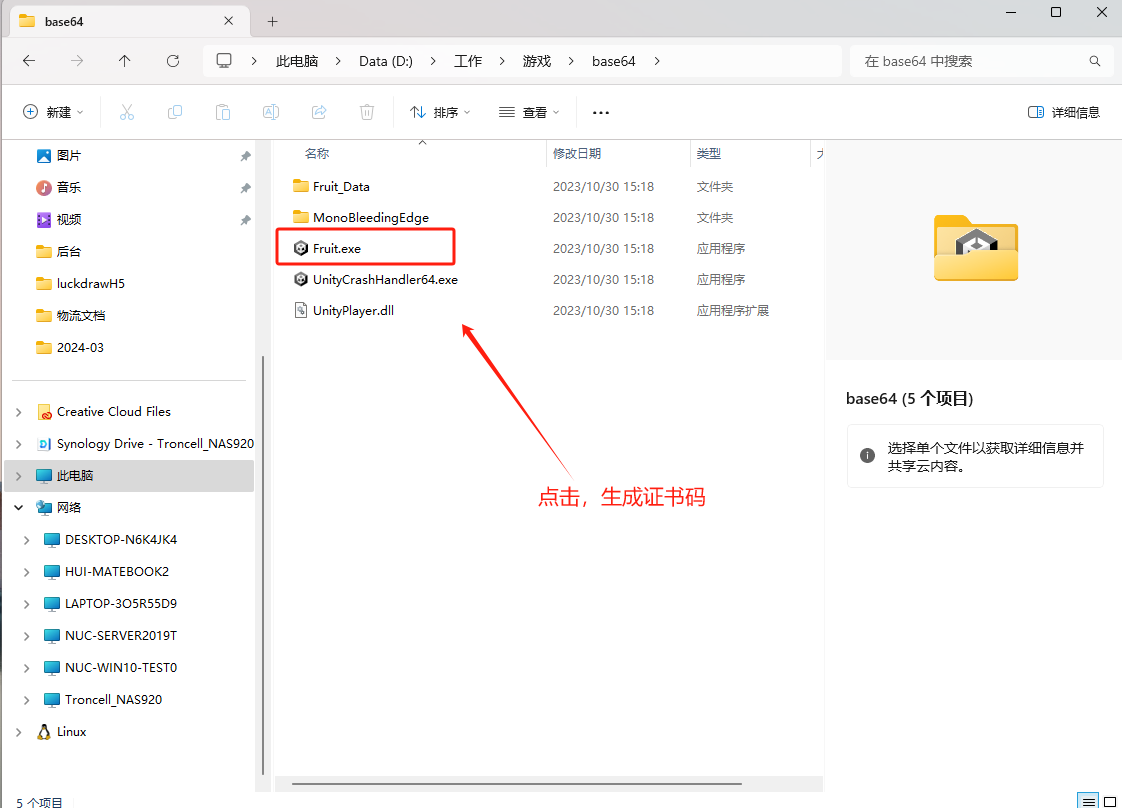 base64
此电脑 > Data (D:) > 工作 > 游戏 > base64 >
在 base64 中搜索
新建
排序
查看
详细信息
图片
音乐
视频
后台
luckdrawH5
物流文档
2024-03
Creative Cloud Files
Synology Drive - Troncell_NAS920
此电脑
网络
DESKTOP-N6K4JK4
HUI-MATEBOOK2
LAPTOP-3O5R55D9
NUC-SERVER2019T
NUC-WIN10-TEST0
Troncell_NAS920
Linux
名称 修改日期 类型
Fruit_Data 2023/10/30 15:18 文件夹
MonoBleedingEdge 2023/10/30 15:18 文件夹
Fruit.exe 2023/10/30 15:18 应用程序
UnityCrashHandler64.exe 2023/10/30 15:18 应用程序
UnityPlayer.dll 2023/10/30 15:18 应用程序扩展
点击，生成证书码
base64 (5 个项目)
选择单个文件以获取详细信息并
共享云内容。
5 个项目